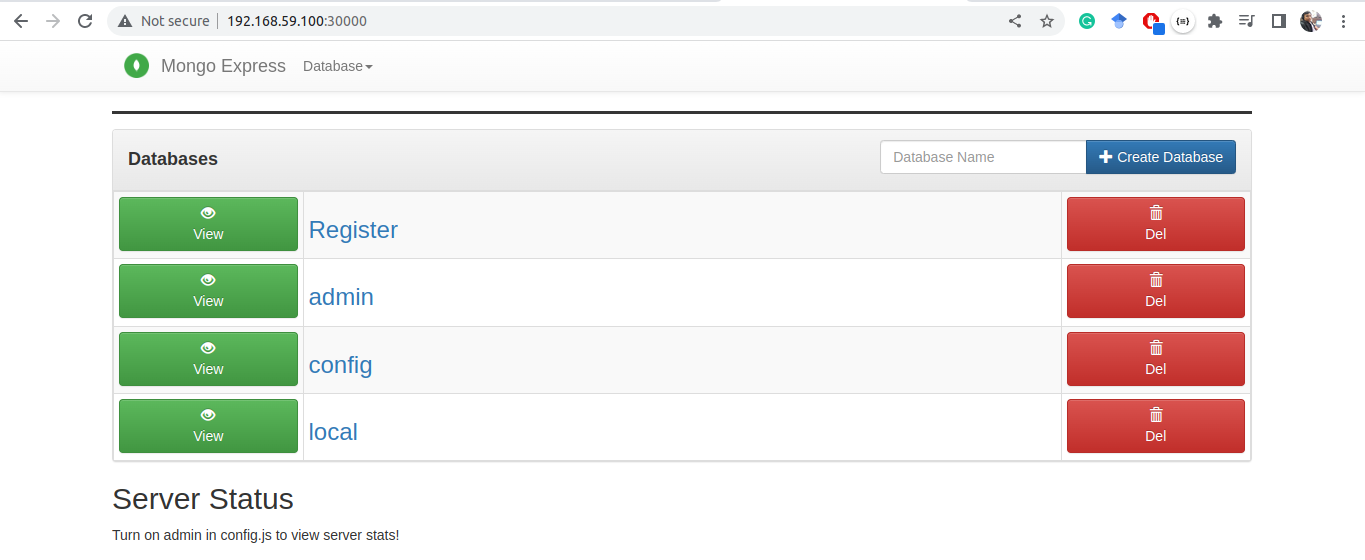 Not secure 192.168.59.100:30000
Mongo Express Database
Databases Database Name Create Database
View Register Del
View admin Del
View config Del
View local Del
Server Status
Turn on admin in config.js to view server stats!